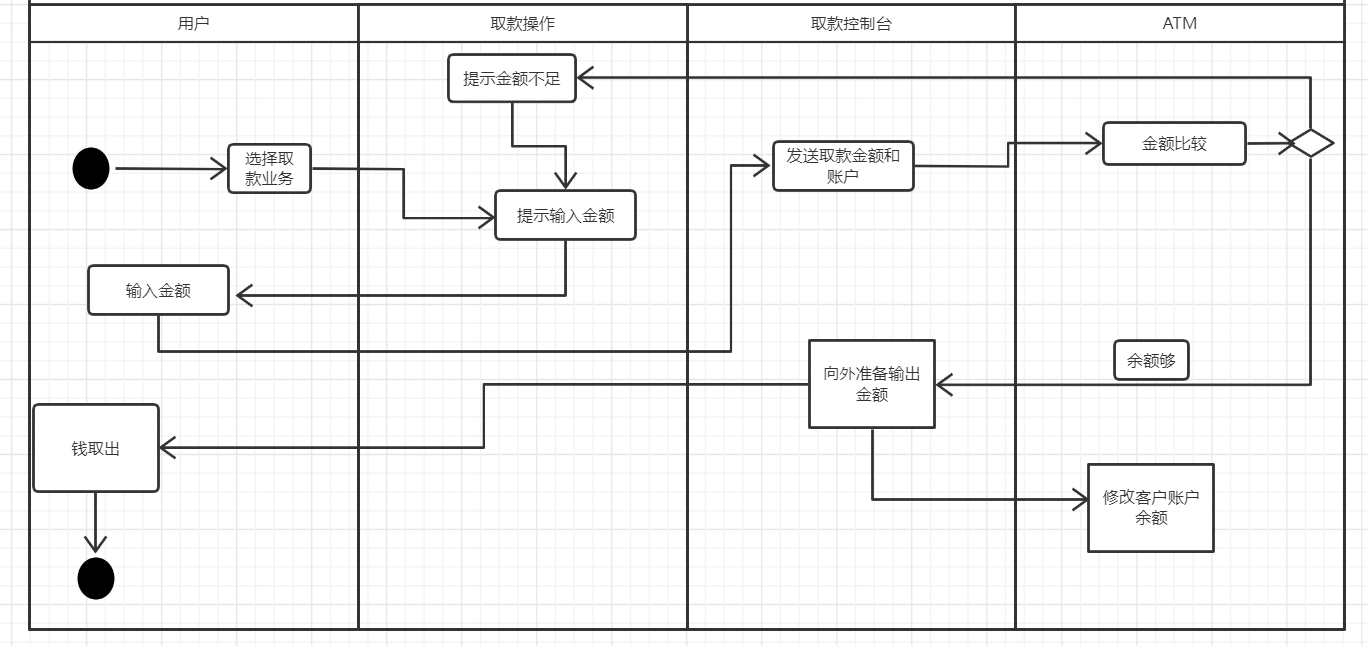 用户
取款操作
取款控制台
ATM
提示金额不足
选择取
款业务
发送取款金额和
账户
金额比较
提示输入金额
输入金额
余额够
向外准备输出
金额
钱取出
修改客户账户
余额